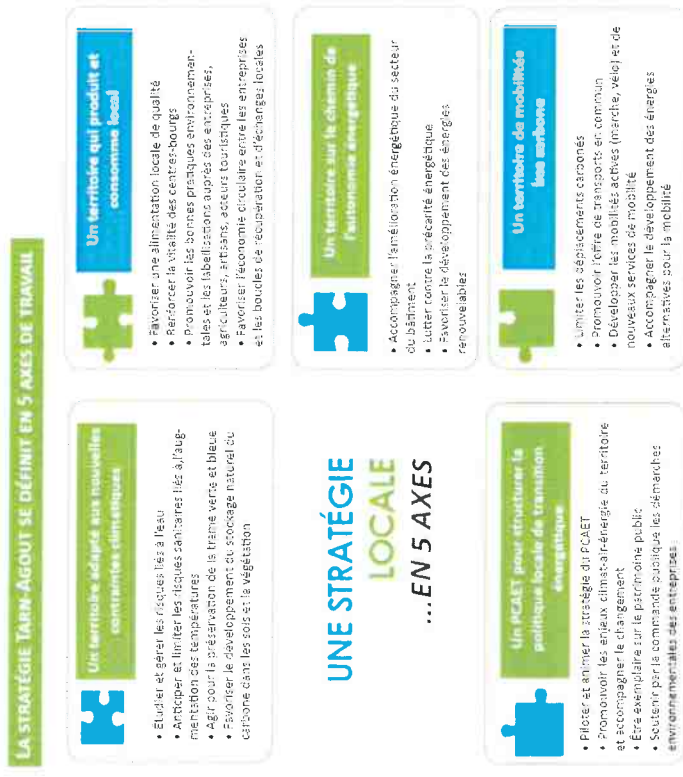 LA STRATÉGIE TARN-AGOUT SE DÉFINIT EN 5 AXES DE TRAVAIL
Un territoire adapté aux nouvelles
contraintes climatiques
• Etudier et gérer les risques liés à l'eau
• Anticiper et limiter les risques sanitaires liés à l'aug-
mentation des températures
• Agir pour la préservation de la trame verte et bleue
• Favoriser le développement du stockage naturel du
carbone dans les sols et la végétation
Un territoire qui produit et
consomme local
• Favoriser une alimentation locale de qualité
• Renforcer la vitalité des centres-bourgs
• Promouvoir les bonnes pratiques environnemen-
tales et les labellisations auprès des entreprises,
agriculteurs, artisans, acteurs touristiques
• Favoriser l'économie circulaire entre les entreprises
et les boucles de récupération et d'échanges locales
UNE STRATÉGIE
LOCALE
...EN 5 AXES
Un territoire sur le chemin de
l'autonomie énergétique
• Accompagner l'amélioration énergétique du secteur
du bâtiment
• Lutter contre la précarité énergétique
• Favoriser le développement des énergies
renouvelables
Un PCAET pour structurer la
politique locale de transition
énergétique
• Piloter et animer la stratégie du PCAET
• Promouvoir les enjeux climat-air-énergie du territoire
et accompagner le changement
• Être exemplaire sur le patrimoine public
• Soutenir par la commande publique les démarches
environnementales des entreprises
Un territoire de mobilités
bas carbone
• Limiter les déplacements carbonés
• Promouvoir l'offre de transports en commun
• Développer les mobilités actives (marche, vélo) et de
nouveaux services de mobilité
• Accompagner le développement des énergies
alternatives pour la mobilité